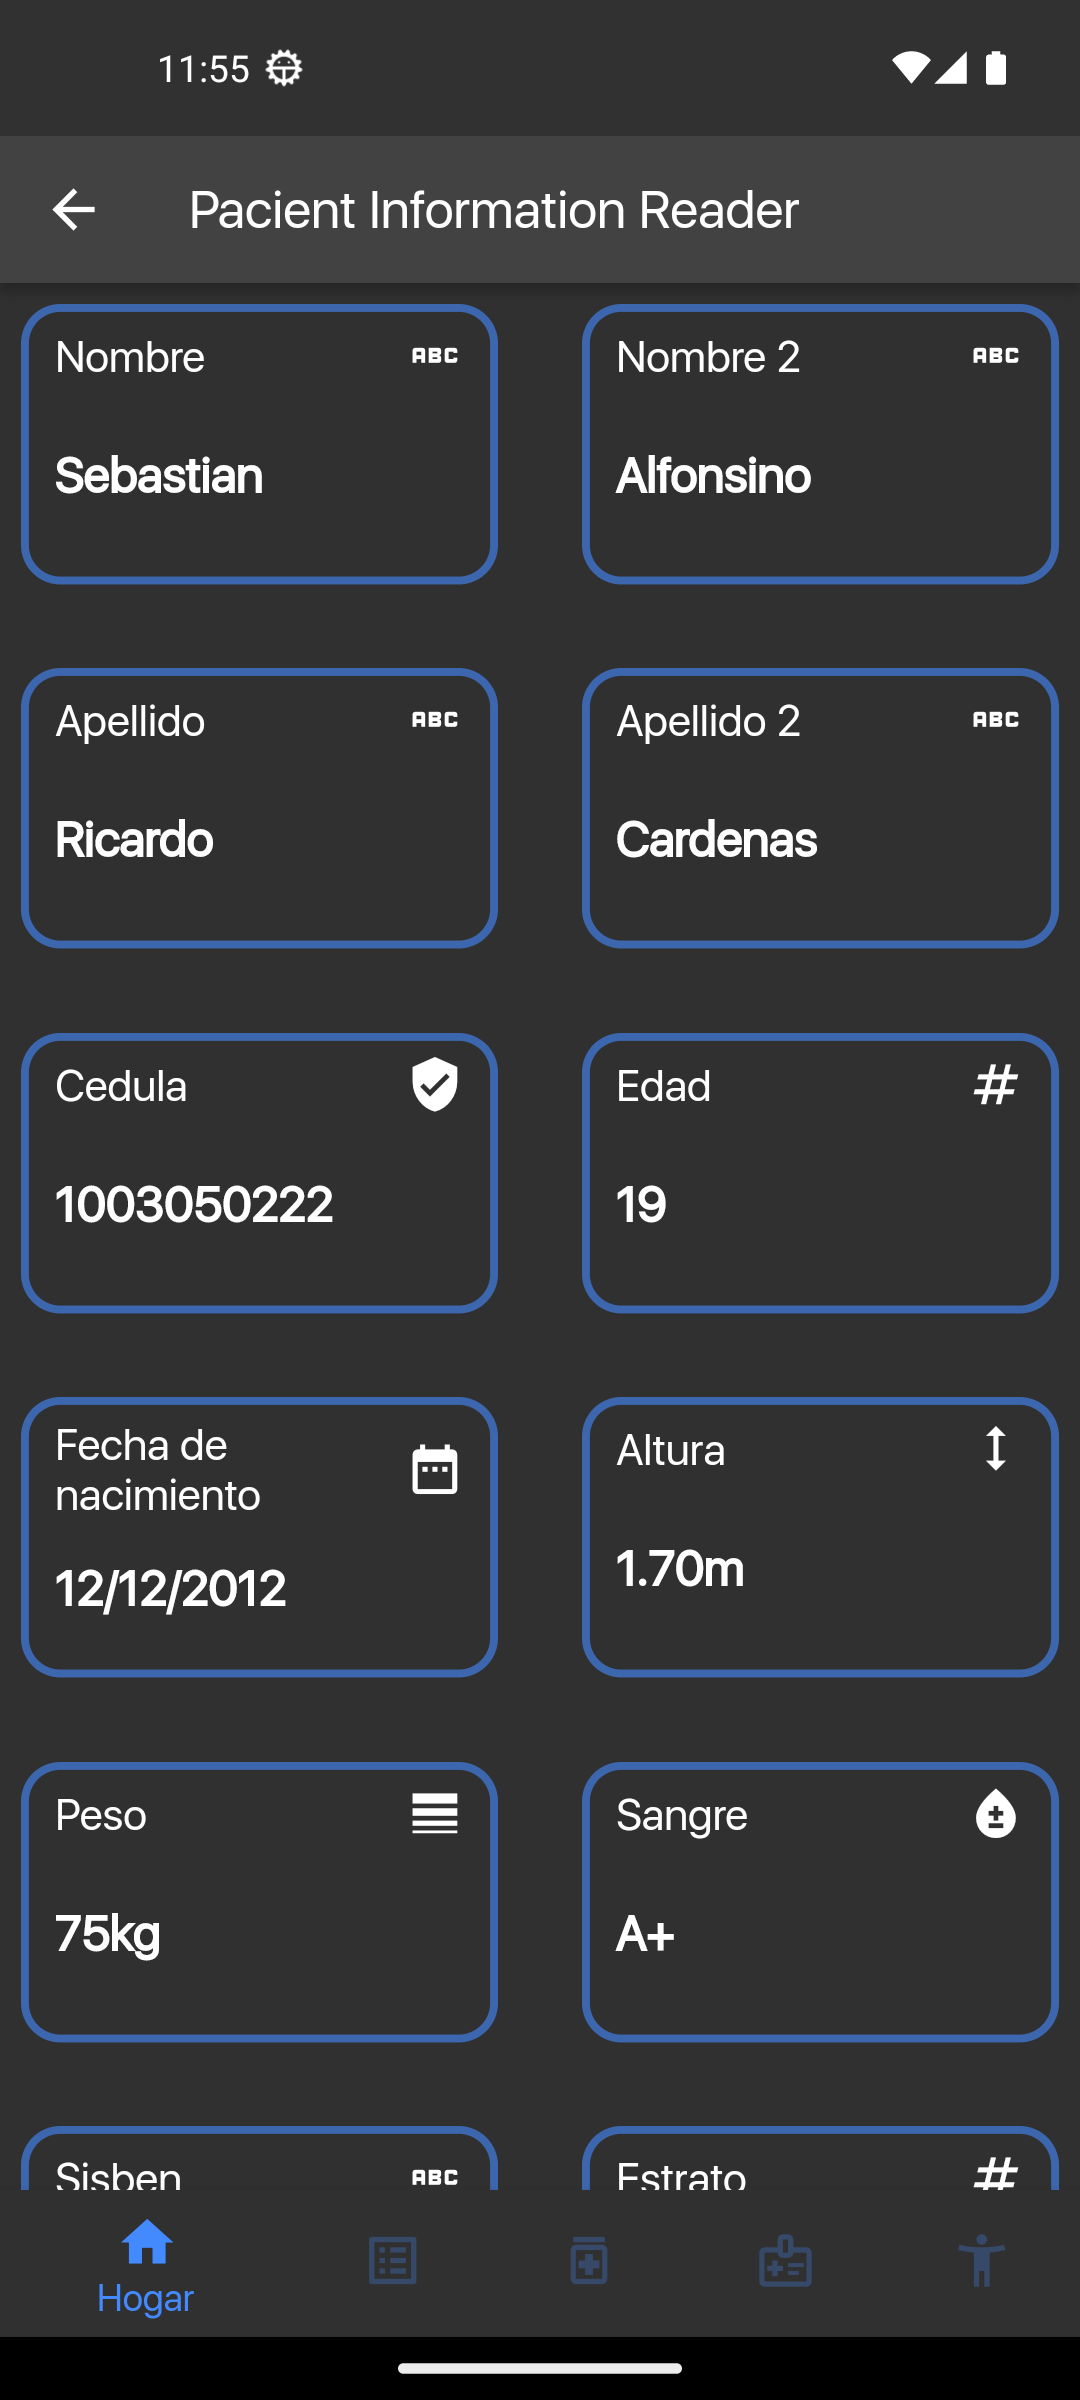 11:55
Pacient Information Reader
Nombre ABC
Sebastian
Nombre 2 ABC
Alfonsino
Apellido ABC
Ricardo
Apellido 2 ABC
Cardenas
Cedula
1003050222
Edad #
19
Fecha de
nacimiento
12/12/2012
Altura
1.70m
Peso
75kg
Sangre
A+
Sisben ABC
Estrato #
Hogar